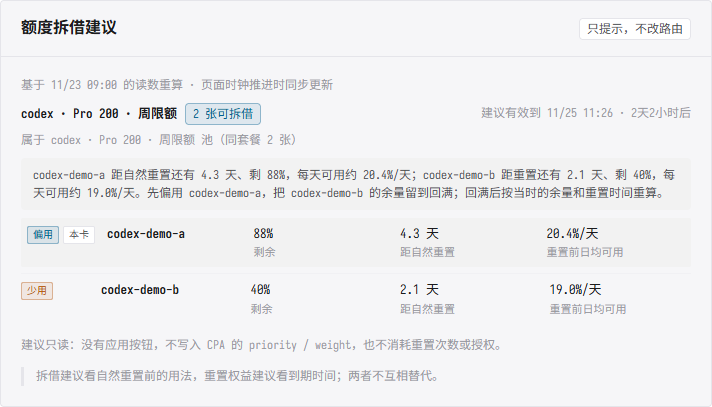 额度拆借建议
只提示，不改路由
基于 11/23 09:00 的读数重算 · 页面时钟推进时同步更新
codex · Pro 200 · 周限额 2 张可拆借
建议有效到 11/25 11:26 · 2天2小时后
属于 codex · Pro 200 · 周限额 池（同套餐 2 张）
codex-demo-a 距自然重置还有 4.3 天、剩 88%，每天可用约 20.4%/天；codex-demo-b 距重置还有 2.1 天、剩 40%，每
天可用约 19.0%/天。先偏用 codex-demo-a，把 codex-demo-b 的余量留到回满；回满后按当时的余量和重置时间重算。
偏用 本卡 codex-demo-a 88% 4.3 天 20.4%/天
剩余 距自然重置 重置前日均可用
少用 codex-demo-b 40% 2.1 天 19.0%/天
剩余 距自然重置 重置前日均可用
建议只读：没有应用按钮，不写入 CPA 的 priority / weight，也不消耗重置次数或授权。
拆借建议看自然重置前的用法，重置权益建议看到期时间；两者不互相替代。